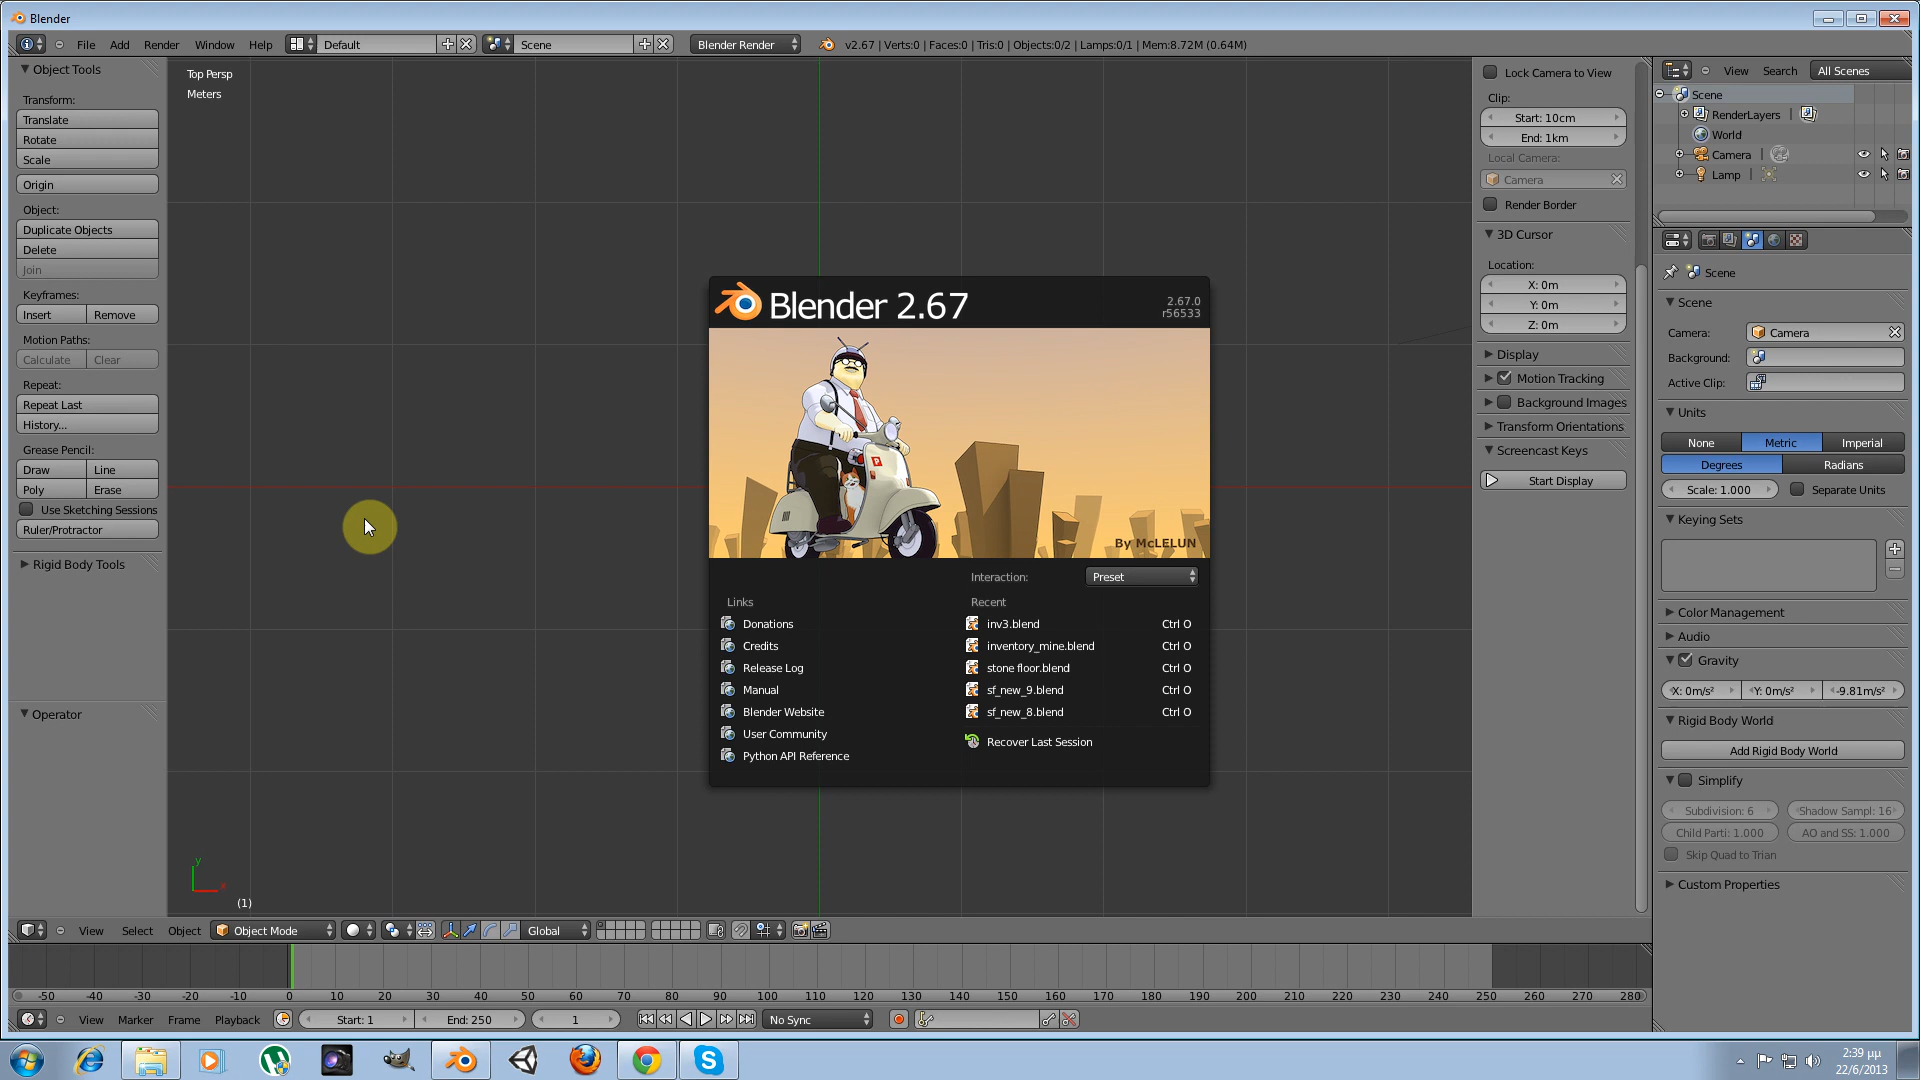 Blender
File Add Render Window Help Default Scene Blender Render v2.67 | Verts:0 | Faces:0 | Tris:0 | Objects:0/2 | Lamps:0/1 | Mem:8.72M (0.64M)
Object Tools
Transform:
Translate
Rotate
Scale
Origin
Object:
Duplicate Objects
Delete
Join
Keyframes:
Insert Remove
Motion Paths:
Calculate Clear
Repeat:
Repeat Last
History...
Grease Pencil:
Draw Line
Poly Erase
Use Sketching Sessions
Ruler/Protractor
Rigid Body Tools
Operator
Top Persp
Meters
Blender 2.67
2.67.0
r56533
P
By McLELUN
Interaction: Preset
Links
Donations
Credits
Release Log
Manual
Blender Website
User Community
Python API Reference
Recent
inv3.blend Ctrl O
inventory_mine.blend Ctrl O
stone floor.blend Ctrl O
sf_new_9.blend Ctrl O
sf_new_8.blend Ctrl O
Recover Last Session
y
x
(1)
Lock Camera to View
Clip:
Start: 10cm
End: 1km
Local Camera:
Camera
Render Border
3D Cursor
Location:
X: 0m
Y: 0m
Z: 0m
Display
Motion Tracking
Background Images
Transform Orientations
Screencast Keys
Start Display
View Search All Scenes
Scene
RenderLayers |
World
Camera |
Lamp |
Scene
Scene
Camera: Camera
Background:
Active Clip:
Units
None Metric Imperial
Degrees Radians
Scale: 1.000 Separate Units
Keying Sets
Color Management
Audio
Gravity
X: 0m/s² Y: 0m/s² -9.81m/s²
Rigid Body World
Add Rigid Body World
Simplify
Subdivision: 6 Shadow Sampl: 16
Child Parti: 1.000 AO and SS: 1.000
Skip Quad to Trian
Custom Properties
View Select Object Object Mode Global
-50 -40 -30 -20 -10 0 10 20 30 40 50 60 70 80 90 100 110 120 130 140 150 160 170 180 190 200 210 220 230 240 250 260 270 280
View Marker Frame Playback Start: 1 End: 250 1 No Sync
2:39 μμ
22/6/2013